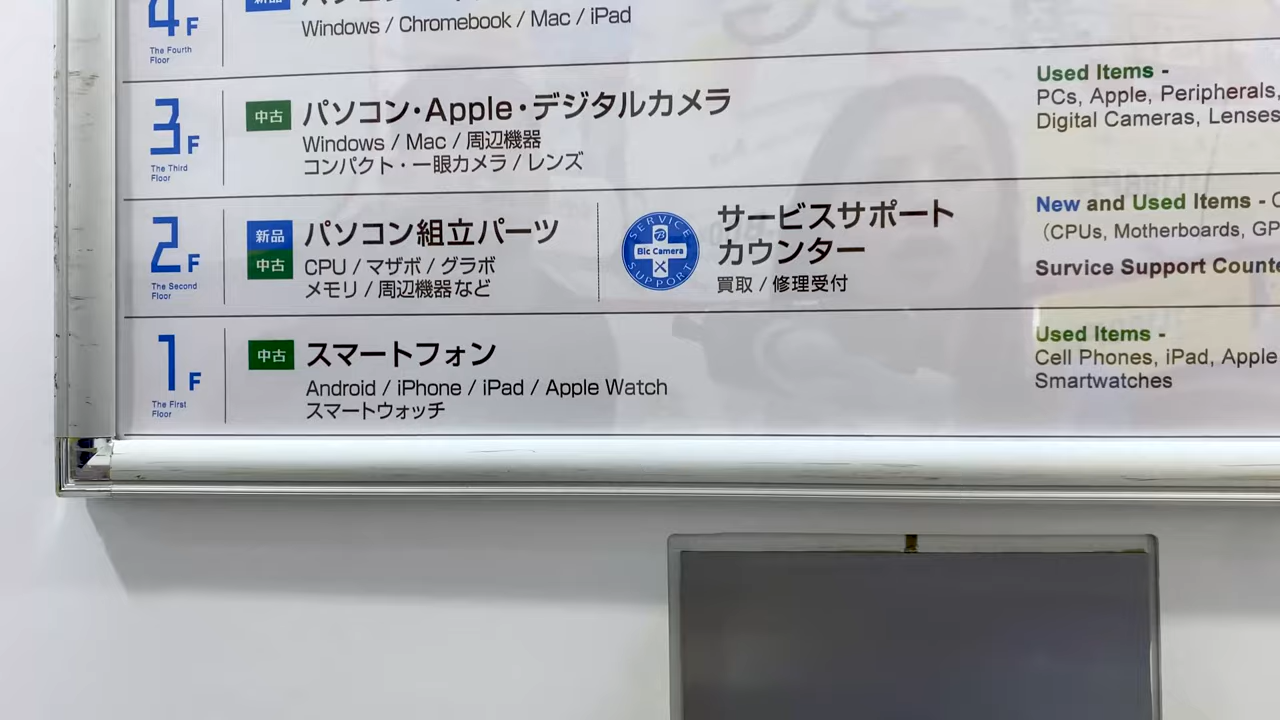 4F
The Fourth
Floor
新品
Windows / Chromebook / Mac / iPad
3F
The Third
Floor
中古
パソコン・Apple・デジタルカメラ
Windows / Mac / 周辺機器
コンパクト・一眼カメラ / レンズ
Used Items -
PCs, Apple, Peripherals,
Digital Cameras, Lenses
2F
The Second
Floor
新品
中古
パソコン組立パーツ
CPU / マザボ / グラボ
メモリ / 周辺機器など
SERVICE
Bic Camera
SUPPORT
サービスサポート
カウンター
買取 / 修理受付
New and Used Items -
（CPUs, Motherboards, GP
Survice Support Counte
1F
The First
Floor
中古
スマートフォン
Android / iPhone / iPad / Apple Watch
スマートウォッチ
Used Items -
Cell Phones, iPad, Apple
Smartwatches